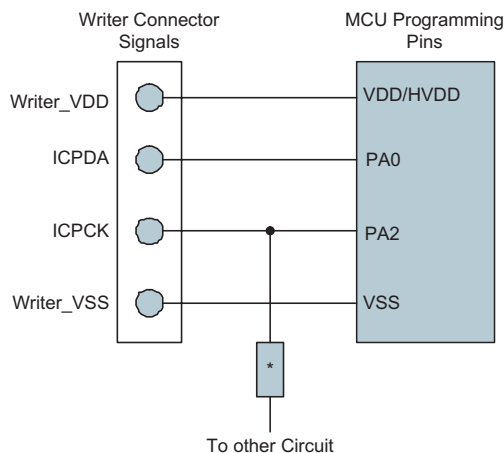 Writer Connector
Signals
MCU Programming
Pins
Writer_VDD
VDD/HVDD
ICPDA
PA0
ICPCK
PA2
Writer_VSS
VSS
*
To other Circuit